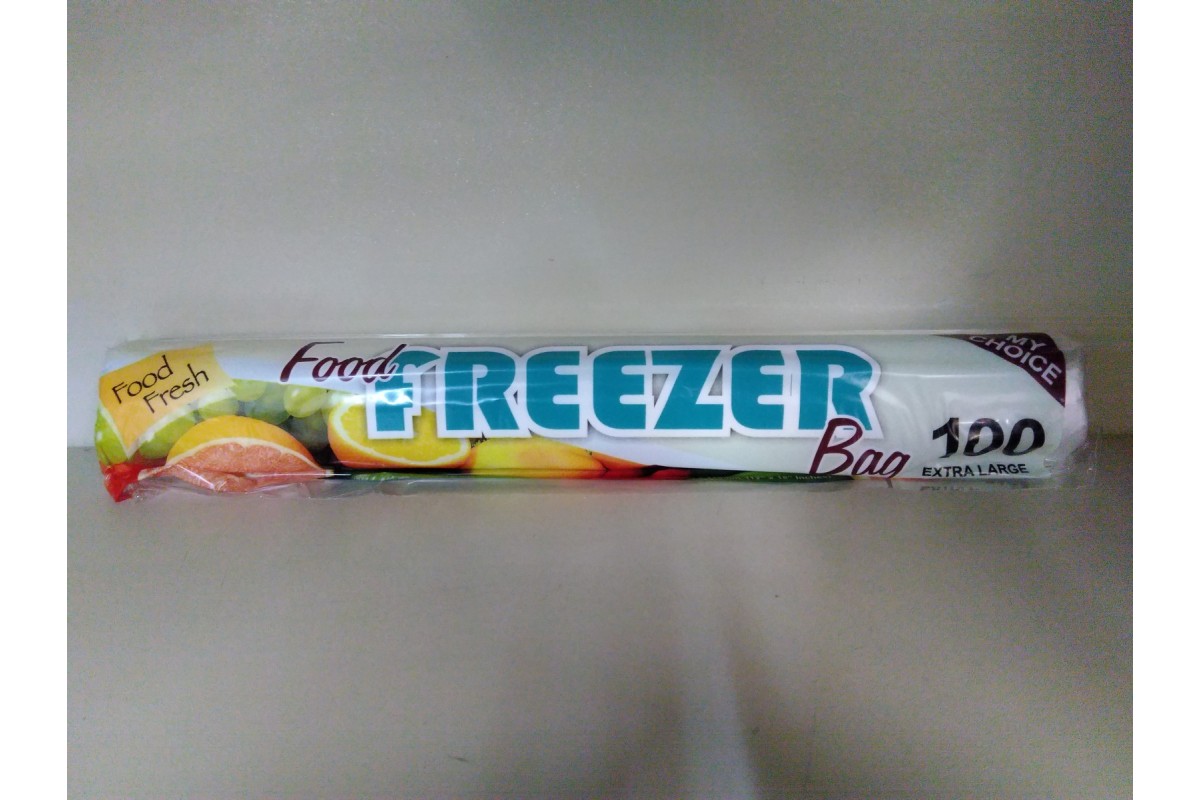 Food
Fresh
Food
FREEZER
Bag
MY
CHOICE
100
EXTRA LARGE